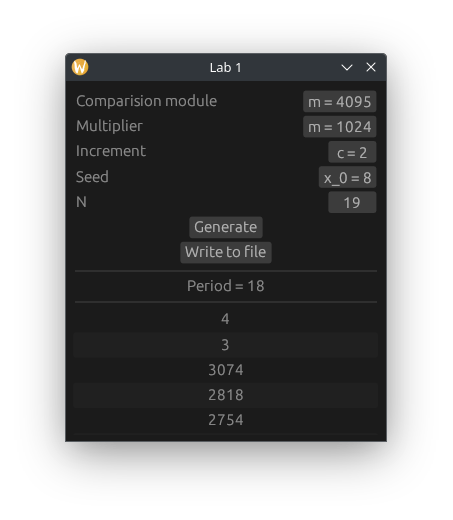 Lab 1
Comparision module m = 4095
Multiplier m = 1024
Increment c = 2
Seed x_0 = 8
N 19
Generate
Write to file
Period = 18
4
3
3074
2818
2754